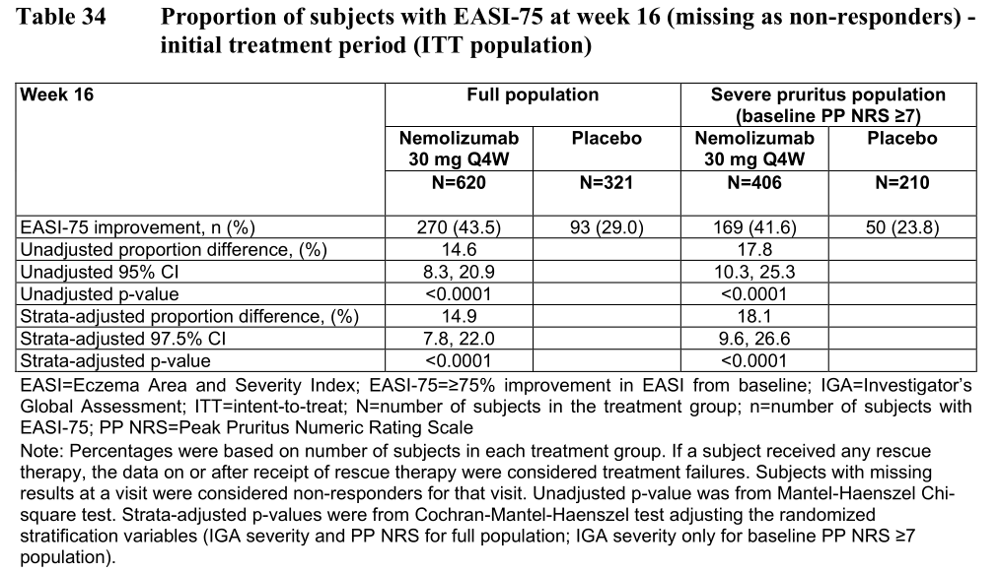 Table 34 Proportion of subjects with EASI-75 at week 16 (missing as non-responders) -
initial treatment period (ITT population)
Week 16 Full population Severe pruritus population
(baseline PP NRS ≥7)
Nemolizumab Placebo Nemolizumab Placebo
30 mg Q4W 30 mg Q4W
N=620 N=321 N=406 N=210
EASI-75 improvement, n (%) 270 (43.5) 93 (29.0) 169 (41.6) 50 (23.8)
Unadjusted proportion difference, (%) 14.6 17.8
Unadjusted 95% CI 8.3, 20.9 10.3, 25.3
Unadjusted p-value <0.0001 <0.0001
Strata-adjusted proportion difference, (%) 14.9 18.1
Strata-adjusted 97.5% CI 7.8, 22.0 9.6, 26.6
Strata-adjusted p-value <0.0001 <0.0001
EASI=Eczema Area and Severity Index; EASI-75=≥75% improvement in EASI from baseline; IGA=Investigator's
Global Assessment; ITT=intent-to-treat; N=number of subjects in the treatment group; n=number of subjects with
EASI-75; PP NRS=Peak Pruritus Numeric Rating Scale
Note: Percentages were based on number of subjects in each treatment group. If a subject received any rescue
therapy, the data on or after receipt of rescue therapy were considered treatment failures. Subjects with missing
results at a visit were considered non-responders for that visit. Unadjusted p-value was from Mantel-Haenszel Chi-
square test. Strata-adjusted p-values were from Cochran-Mantel-Haenszel test adjusting the randomized
stratification variables (IGA severity and PP NRS for full population; IGA severity only for baseline PP NRS ≥7
population).